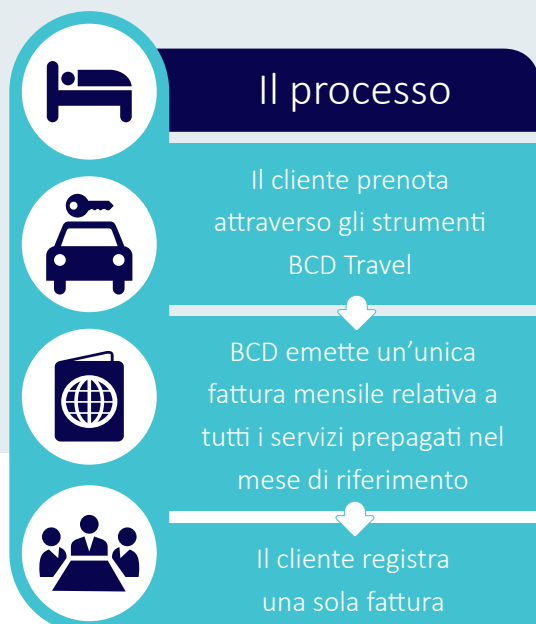 Il processo
Il cliente prenota
attraverso gli strumenti
BCD Travel
BCD emette un’unica
fattura mensile relativa a
tutti i servizi prepagati nel
mese di riferimento
Il cliente registra
una sola fattura